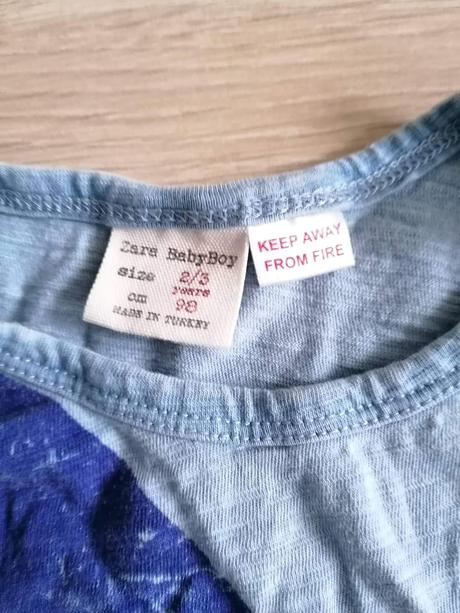 Zara BabyBoy
size 2/3
years
cm 98
MADE IN TURKEY
KEEP AWAY
FROM FIRE